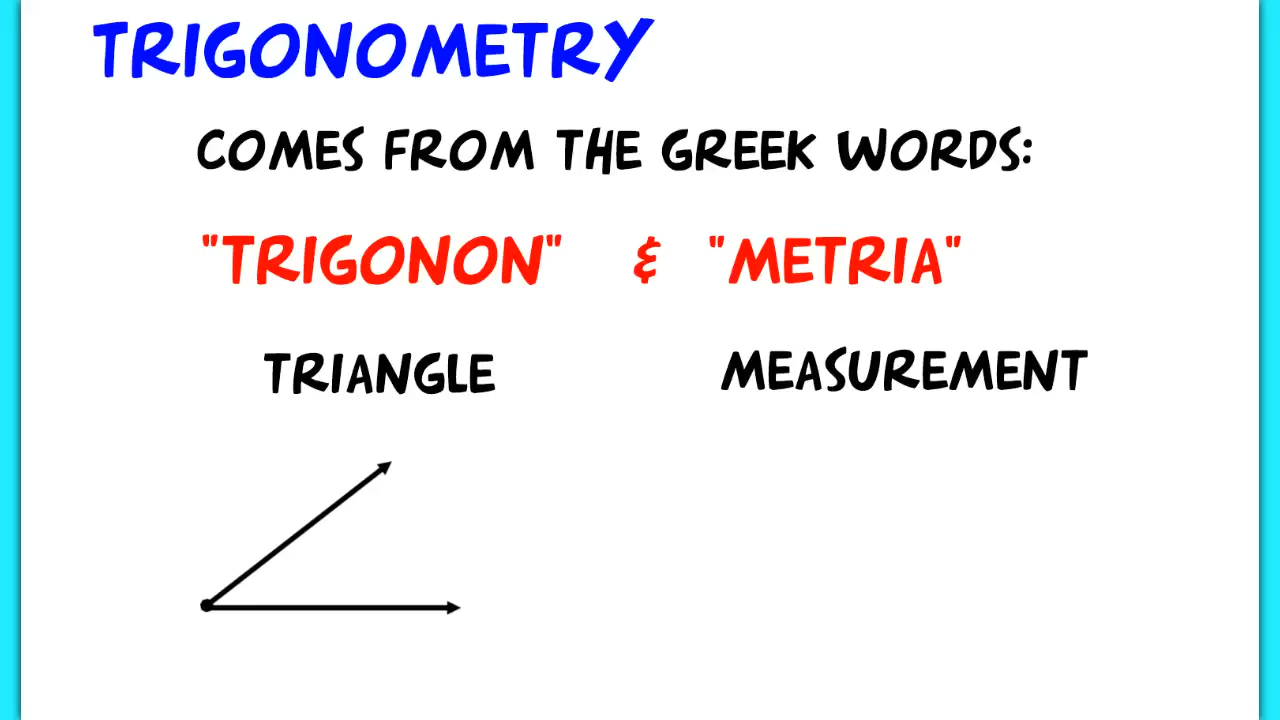 TRIGONOMETRY
COMES FROM THE GREEK WORDS:
"TRIGONON" & "METRIA"
TRIANGLE MEASUREMENT